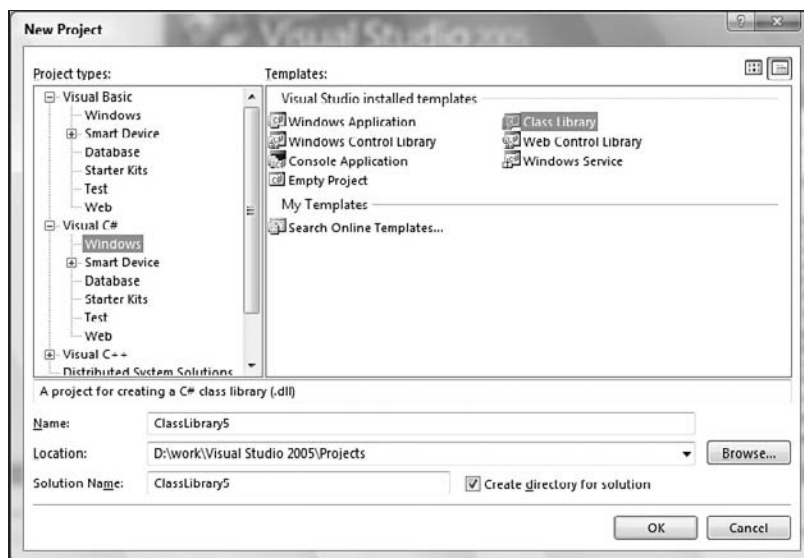 New Project
Visual Studio 2005
Project types:
Templates:
Visual Basic
Windows
Smart Device
Database
Starter Kits
Test
Web
Visual C#
Windows
Smart Device
Database
Starter Kits
Test
Web
Visual C++
Distributed System Solutions
Visual Studio installed templates
Windows Application
Class Library
Windows Control Library
Web Control Library
Console Application
Windows Service
Empty Project
My Templates
Search Online Templates...
A project for creating a C# class library (.dll)
Name:
ClassLibrary5
Location:
D:\work\Visual Studio 2005\Projects
Browse...
Solution Name:
ClassLibrary5
Create directory for solution
OK
Cancel